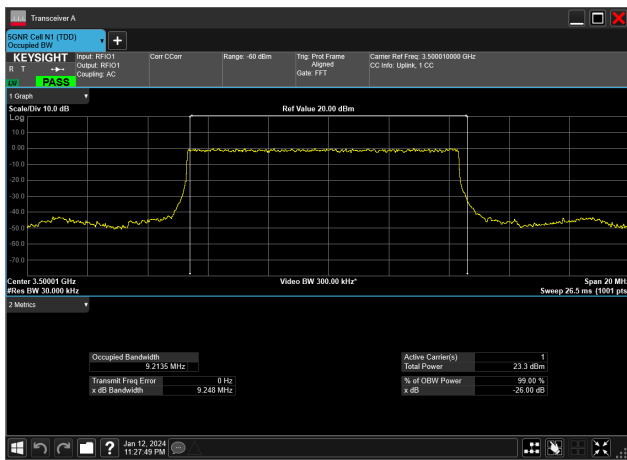 Transceiver A
5GNR Cell N1 (TDD)
Occupied BW
+
KEYSIGHT
R T
LV
PASS
Input: RFIO1
Output: RFIO1
Coupling: AC
Corr CCorr
Range: -60 dBm
Trig: Prot Frame
Aligned
Gate: FFT
Carrier Ref Freq: 3.500010000 GHz
CC Info: Uplink, 1 CC
1 Graph
Scale/Div 10.0 dB
Ref Value 20.00 dBm
Log
10.0
0.00
-10.0
-20.0
-30.0
-40.0
-50.0
-60.0
-70.0
Center 3.50001 GHz
Video BW 300.00 kHz*
Span 20 MHz
#Res BW 30.000 kHz
Sweep 26.5 ms (1001 pts
2 Metrics
Occupied Bandwidth
9.2135 MHz
Transmit Freq Error 0 Hz
x dB Bandwidth 9.248 MHz
Active Carrier(s) 1
Total Power 23.3 dBm
% of OBW Power 99.00 %
x dB -26.00 dB
?
Jan 12, 2024
11:27:49 PM